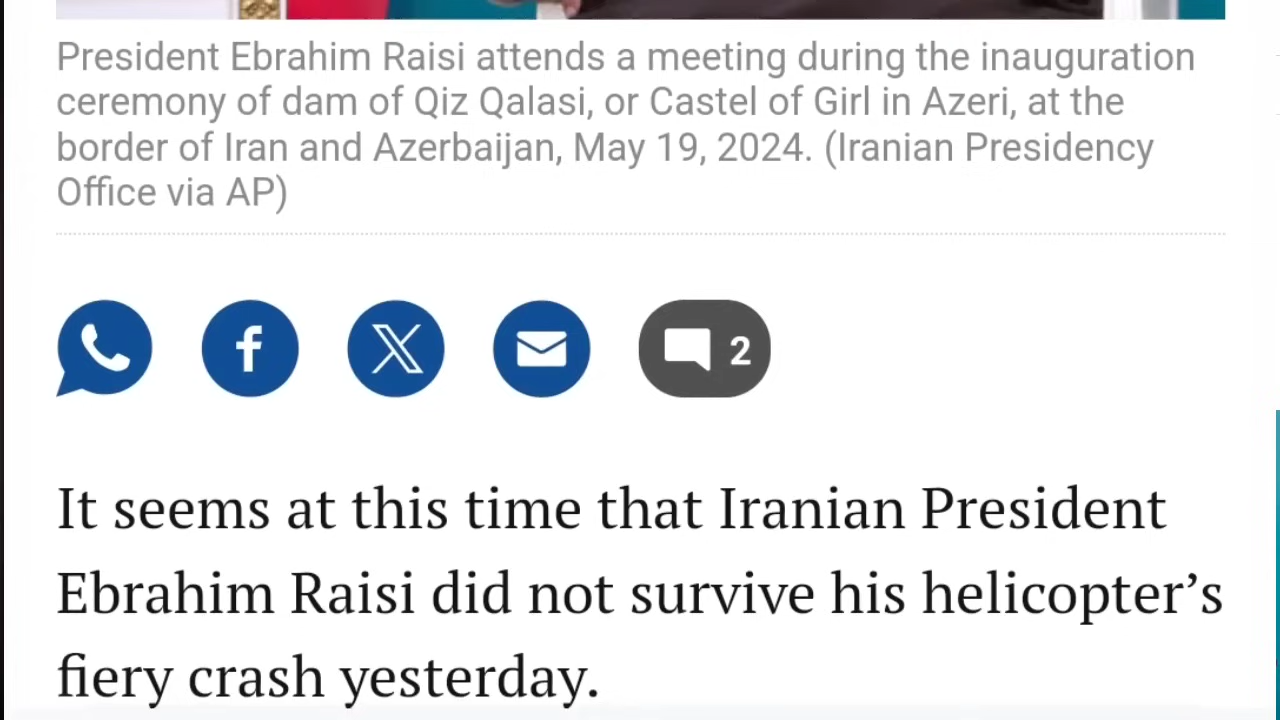 President Ebrahim Raisi attends a meeting during the inauguration
ceremony of dam of Qiz Qalasi, or Castel of Girl in Azeri, at the
border of Iran and Azerbaijan, May 19, 2024. (Iranian Presidency
Office via AP)
2
It seems at this time that Iranian President
Ebrahim Raisi did not survive his helicopter’s
fiery crash yesterday.